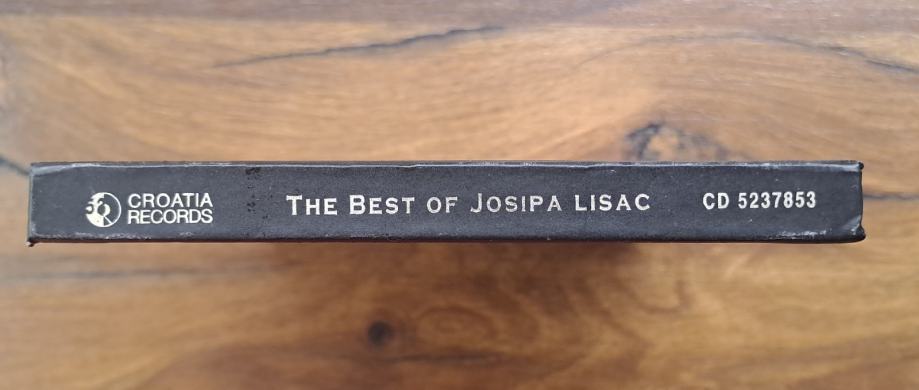 CROATIA
RECORDS
THE BEST OF JOSIPA LISAC
CD 5237853